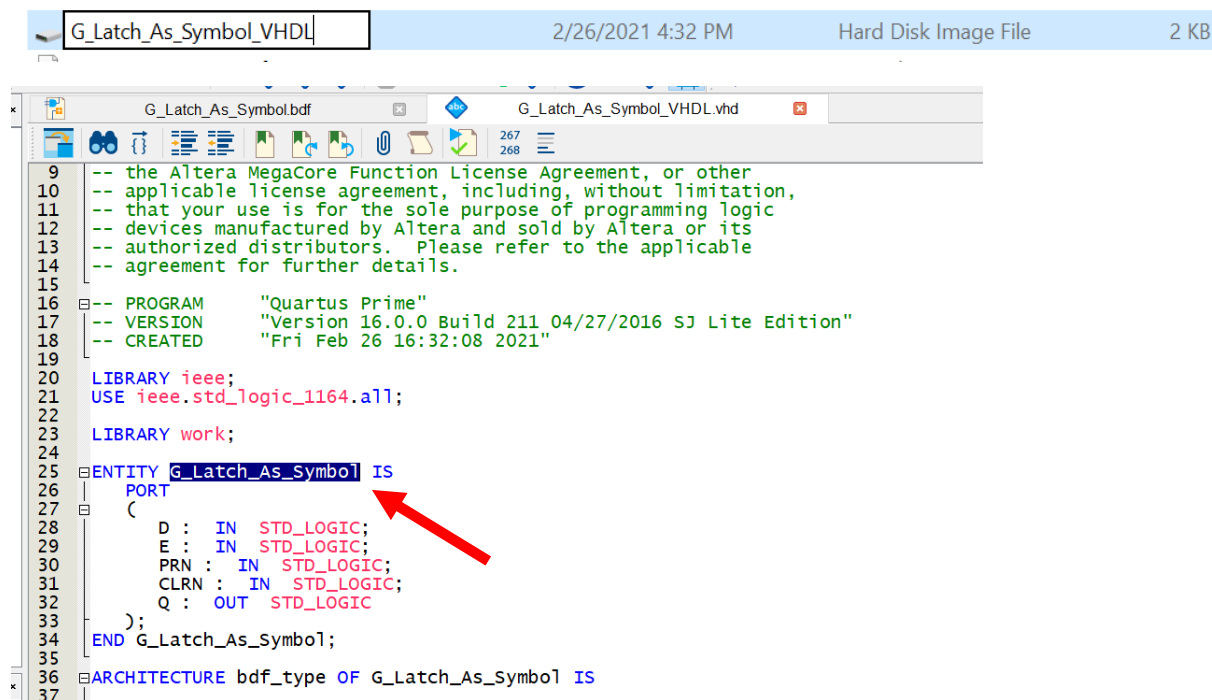 G_Latch_As_Symbol_VHDL 2/26/2021 4:32 PM Hard Disk Image File 2 KB
G_Latch_As_Symbol.bdf abc G_Latch_As_Symbol_VHDL.vhd
267
268
9 -- the Altera MegaCore Function License Agreement, or other
10 -- applicable license agreement, including, without limitation,
11 -- that your use is for the sole purpose of programming logic
12 -- devices manufactured by Altera and sold by Altera or its
13 -- authorized distributors.  Please refer to the applicable
14 -- agreement for further details.
15
16 -- PROGRAM "Quartus Prime"
17 -- VERSION "Version 16.0.0 Build 211 04/27/2016 SJ Lite Edition"
18 -- CREATED "Fri Feb 26 16:32:08 2021"
19
20 LIBRARY ieee;
21 USE ieee.std_logic_1164.all;
22
23 LIBRARY work;
24
25 ENTITY G_Latch_As_Symbol IS
26 PORT
27 (
28 D : IN STD_LOGIC;
29 E : IN STD_LOGIC;
30 PRN : IN STD_LOGIC;
31 CLRN : IN STD_LOGIC;
32 Q : OUT STD_LOGIC
33 );
34 END G_Latch_As_Symbol;
35
36 ARCHITECTURE bdf_type OF G_Latch_As_Symbol IS
37